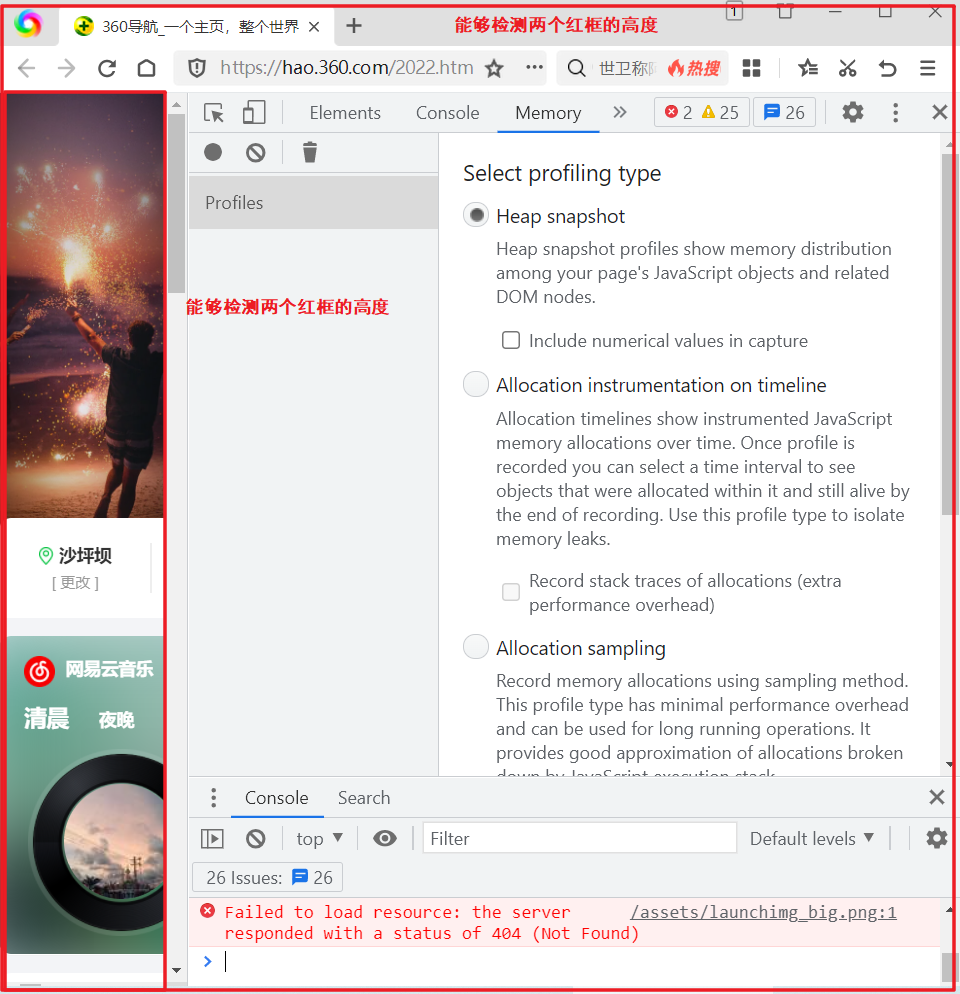 能够检测两个红框的高度
1
360导航_一个主页，整个世界
https://hao.360.com/2022.htm
世卫称
热搜
Elements Console Memory
2 25 26
Profiles
Select profiling type
Heap snapshot
Heap snapshot profiles show memory distribution
among your page's JavaScript objects and related
DOM nodes.
能够检测两个红框的高度
Include numerical values in capture
Allocation instrumentation on timeline
Allocation timelines show instrumented JavaScript
memory allocations over time. Once profile is
recorded you can select a time interval to see
objects that were allocated within it and still alive by
the end of recording. Use this profile type to isolate
memory leaks.
Record stack traces of allocations (extra
performance overhead)
Allocation sampling
Record memory allocations using sampling method.
This profile type has minimal performance overhead
and can be used for long running operations. It
provides good approximation of allocations broken
down by JavaScript execution stack.
沙坪坝
[ 更改 ]
网易云音乐
清晨 夜晚
Console Search
top Filter Default levels
26 Issues: 26
Failed to load resource: the server /assets/launchimg_big.png:1
responded with a status of 404 (Not Found)